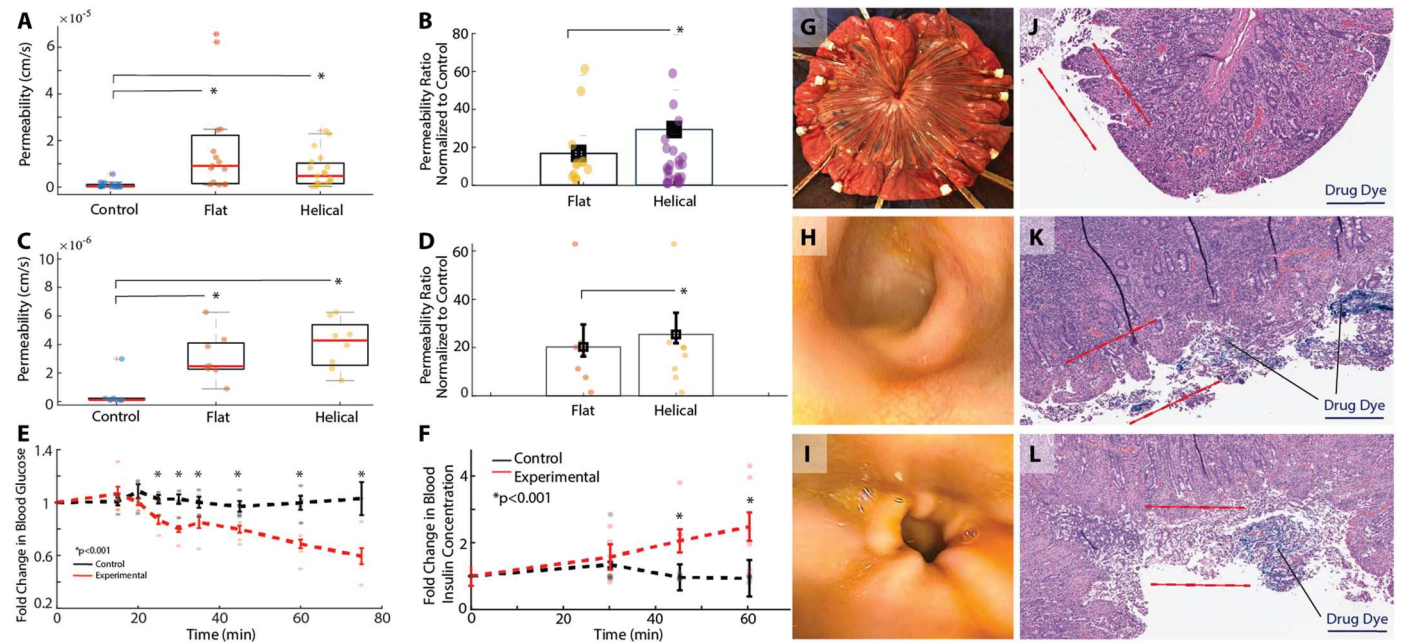 A
×10⁻⁵
Permeability (cm/s)
6
4
2
0
*
*
Control
Flat
Helical
B
Permeability Ratio
Normalized to Control
80
60
40
20
0
*
Flat
Helical
C
×10⁻⁶
Permeability (cm/s)
10
8
6
4
2
0
*
*
Control
Flat
Helical
D
Permeability Ratio
Normalized to Control
60
40
20
0
*
Flat
Helical
E
Fold Change in Blood Glucose
1.4
1
0.6
0.2
* * * * * *
*p<0.001
Control
Experimental
0
20
40
60
80
Time (min)
F
Fold Change in Blood
Insulin Concentration
4
2
0
Control
Experimental
*p<0.001
*
*
0
20
40
60
Time (min)
G
H
I
J
Drug Dye
K
Drug Dye
L
Drug Dye